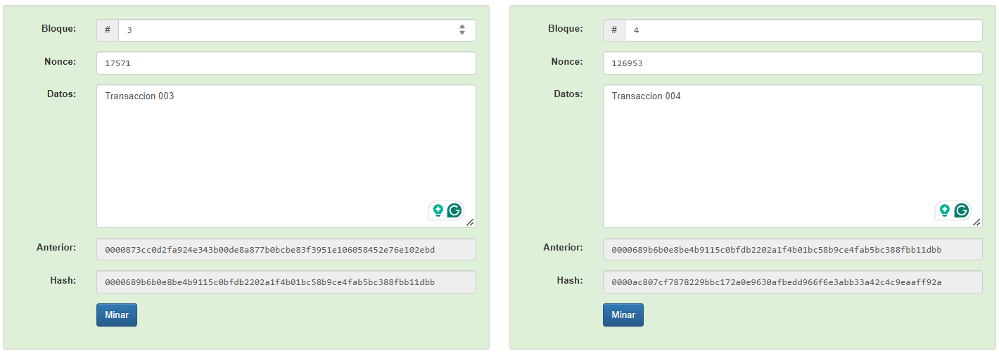 Bloque: # 3
Nonce: 17571
Datos: Transaccion 003
Anterior: 0000873cc0d2fa924e343b00de8a877b0bcbe83f3951e106058452e76e102ebd
Hash: 0000689b6b0e8be4b9115c0bfdb2202a1f4b01bc58b9ce4fab5bc388fbb11dbb
Minar
Bloque: # 4
Nonce: 126953
Datos: Transaccion 004
Anterior: 0000689b6b0e8be4b9115c0bfdb2202a1f4b01bc58b9ce4fab5bc388fbb11dbb
Hash: 0000ac807cf7878229bbc172a0e9630afbedd966f6e3abb33a42c4c9eaaff92a
Minar